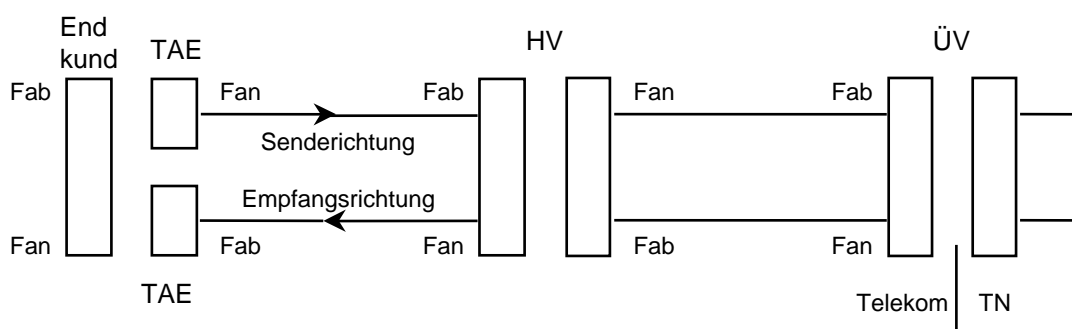 End
kund
TAE
HV
ÜV
Fab
Fan
Fab
Fan
Fab
Senderichtung
Empfangsrichtung
Fan
Fab
Fan
Fab
Fan
TAE
Telekom
TN